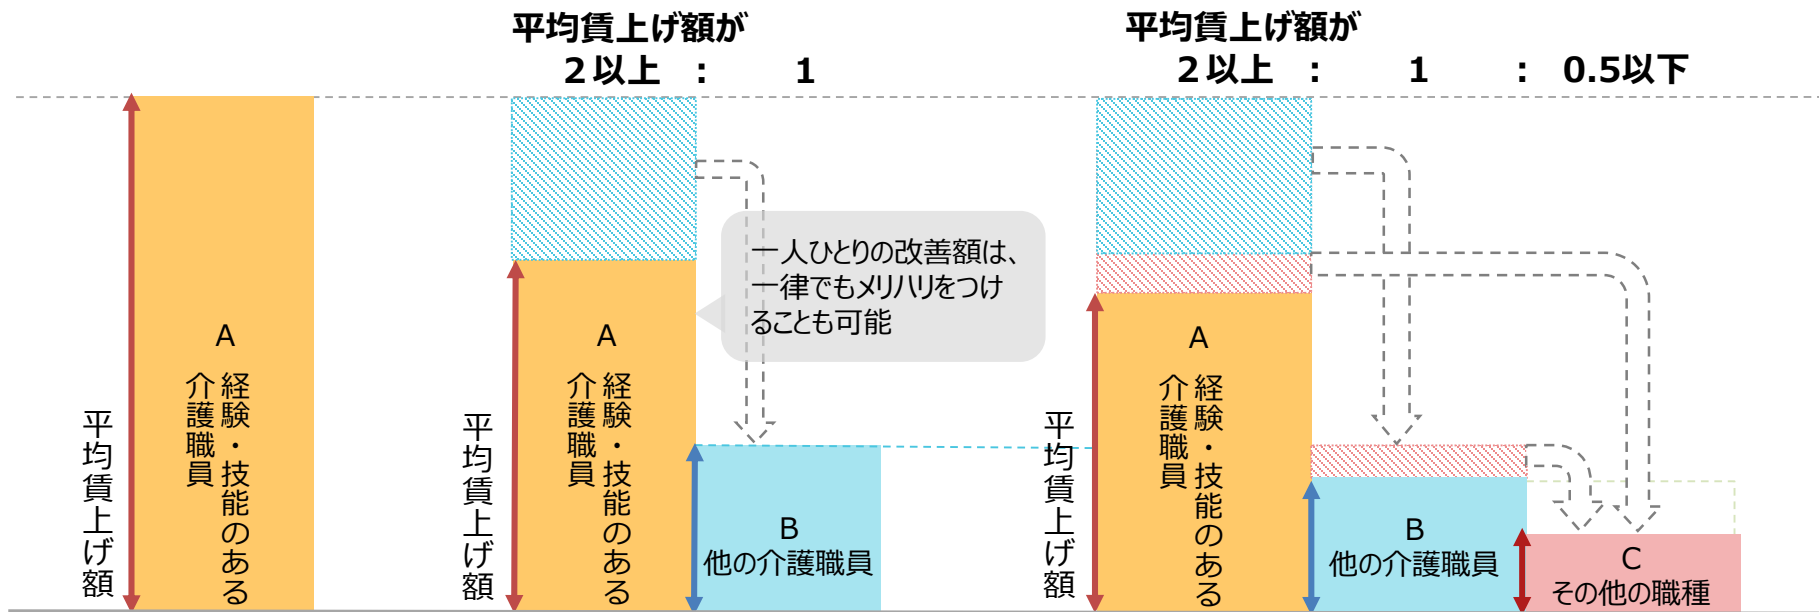 平均賃上げ額が
２以上 : 1
平均賃上げ額が
２以上 : 1 : 0.5以下
平均賃上げ額
A
経験・技能のある
介護職員
平均賃上げ額
A
経験・技能のある
介護職員
一人ひとりの改善額は、
一律でもメリハリをつけ
ることも可能
B
他の介護職員
平均賃上げ額
A
経験・技能のある
介護職員
B
他の介護職員
C
その他の職種